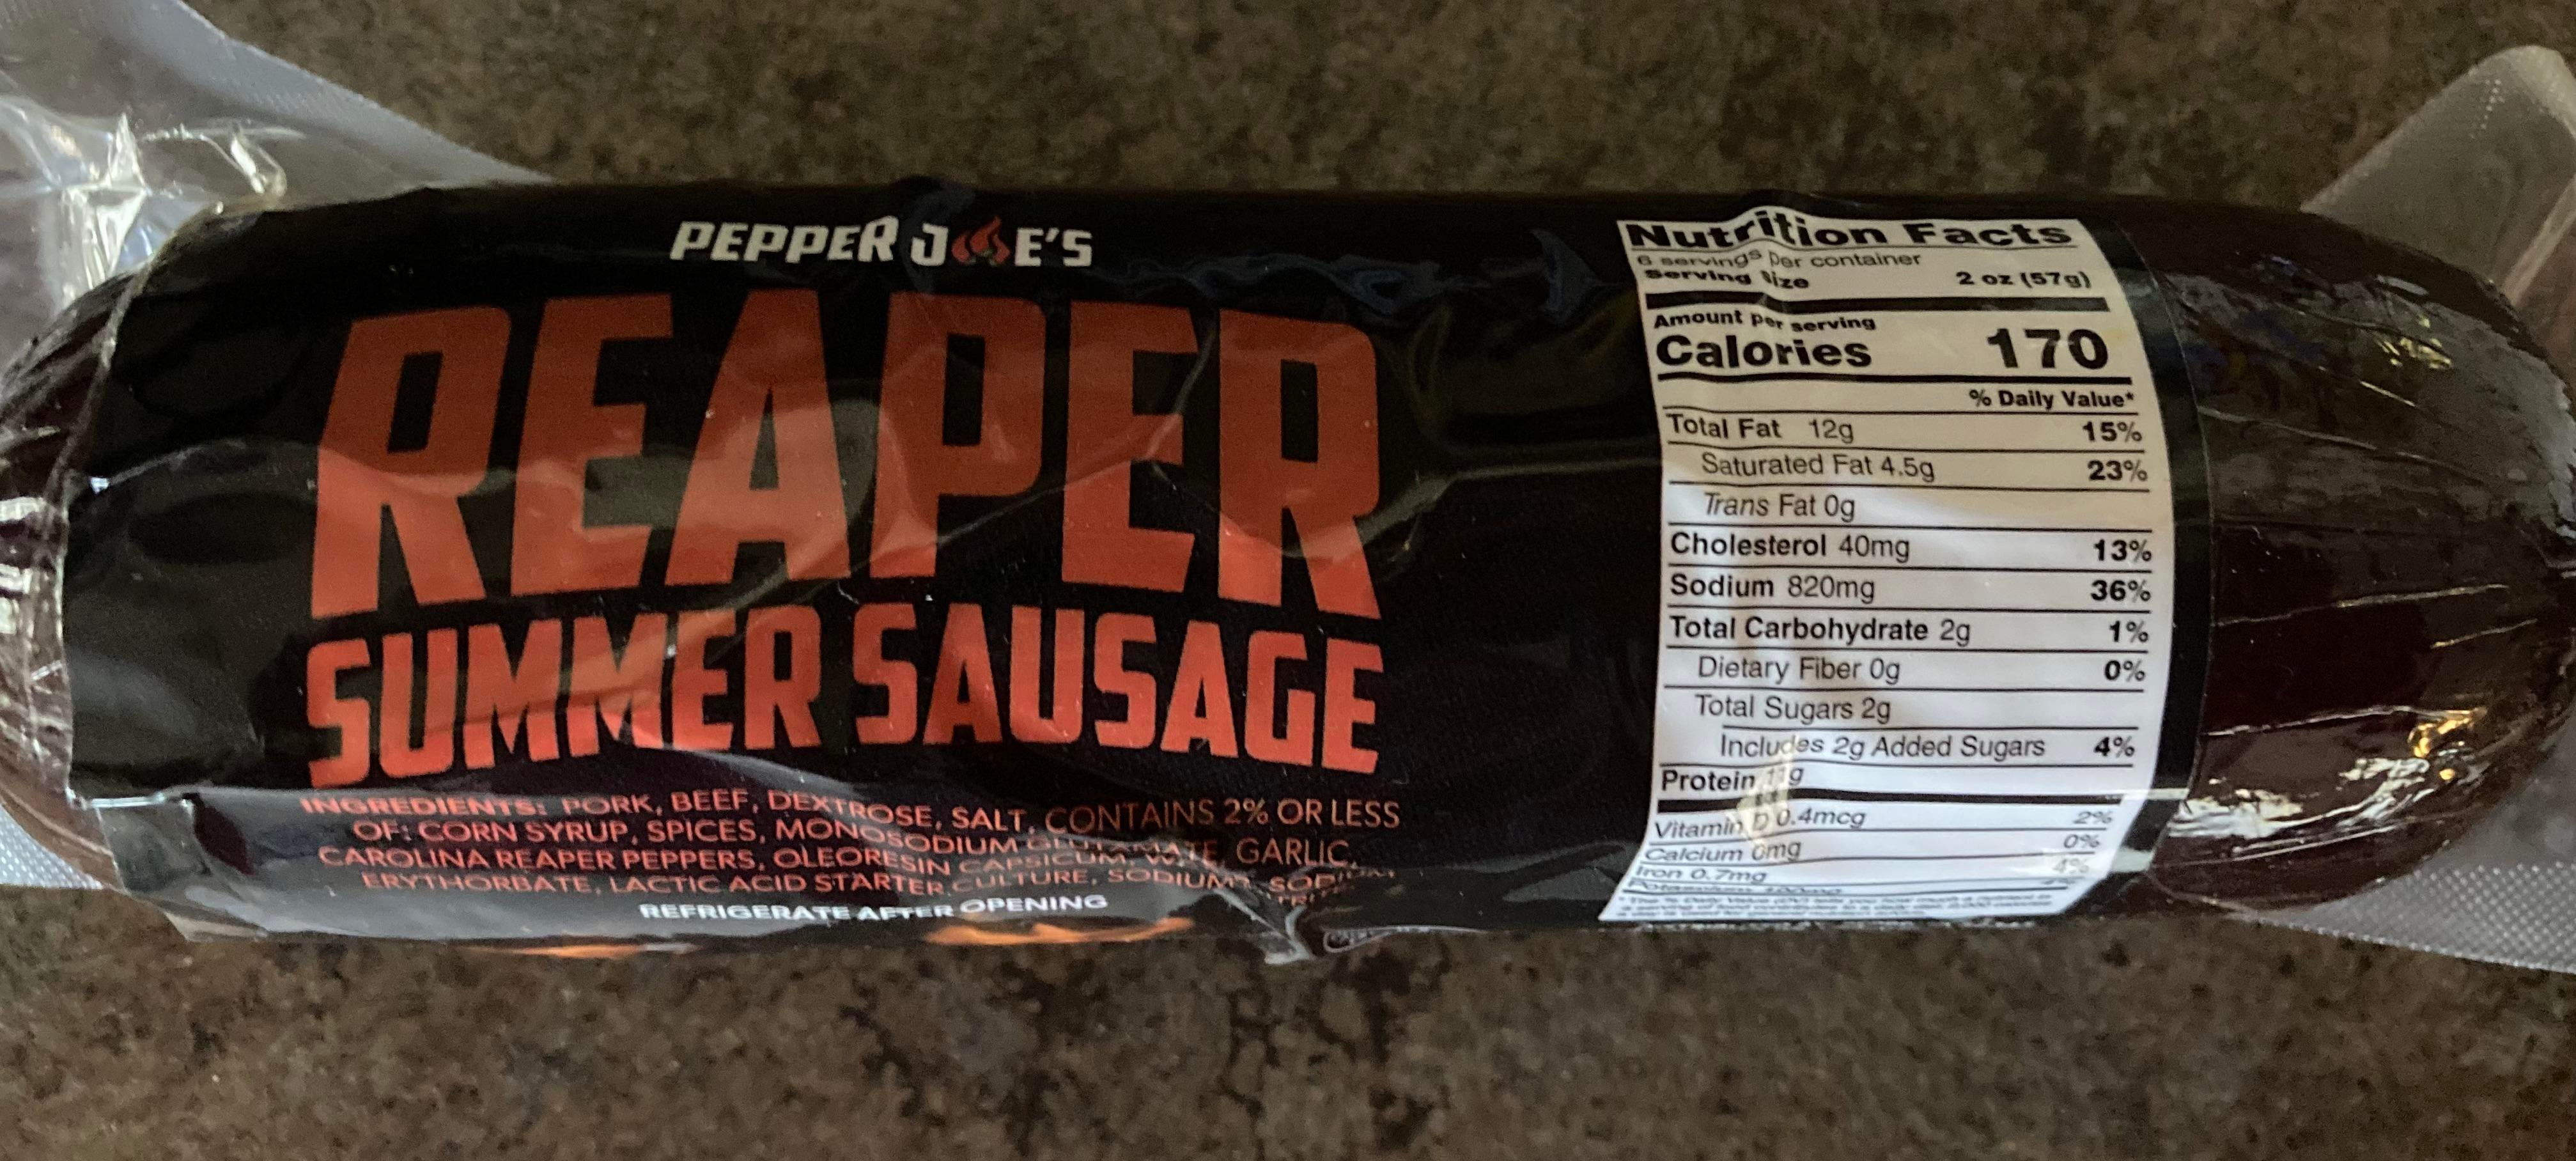 PEPPER JOE'S
REAPER
SUMMER SAUSAGE
INGREDIENTS: PORK, BEEF, DEXTROSE, SALT, CONTAINS 2% OR LESS
OF: CORN SYRUP, SPICES, MONOSODIUM GLUTAMATE, GARLIC,
CAROLINA REAPER PEPPERS, OLEORESIN CAPSICUM,
ERYTHORBATE, LACTIC ACID STARTER CULTURE, SODIUM
REFRIGERATE AFTER OPENING
Nutrition Facts
6 servings per container
Serving size 2 oz (57g)
Amount per serving
Calories 170
% Daily Value*
Total Fat 12g 15%
Saturated Fat 4.5g 23%
Trans Fat 0g
Cholesterol 40mg 13%
Sodium 820mg 36%
Total Carbohydrate 2g 1%
Dietary Fiber 0g 0%
Total Sugars 2g
Includes 2g Added Sugars 4%
Protein 11g
Vitamin D 0.4mcg 2%
Calcium 0mg 0%
Iron 0.7mg 4%
Potassium